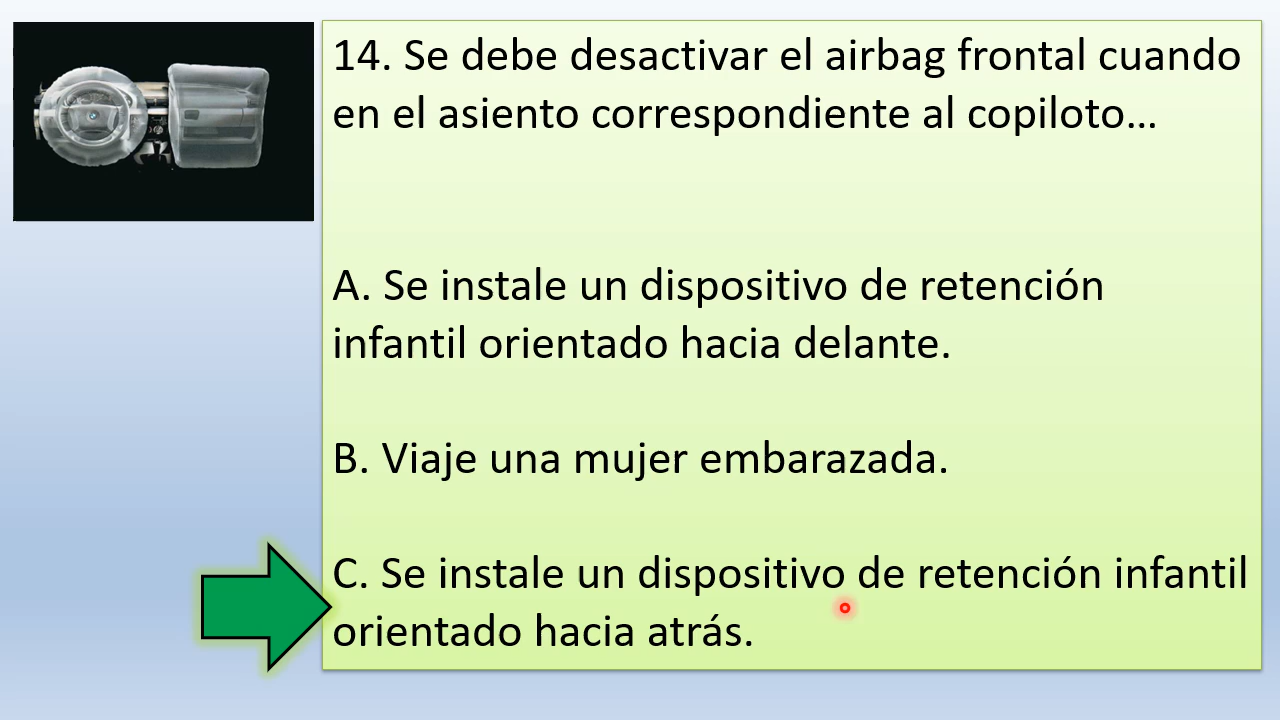 14. Se debe desactivar el airbag frontal cuando
en el asiento correspondiente al copiloto…
A. Se instale un dispositivo de retención
infantil orientado hacia delante.
B. Viaje una mujer embarazada.
C. Se instale un dispositivo de retención infantil
orientado hacia atrás.